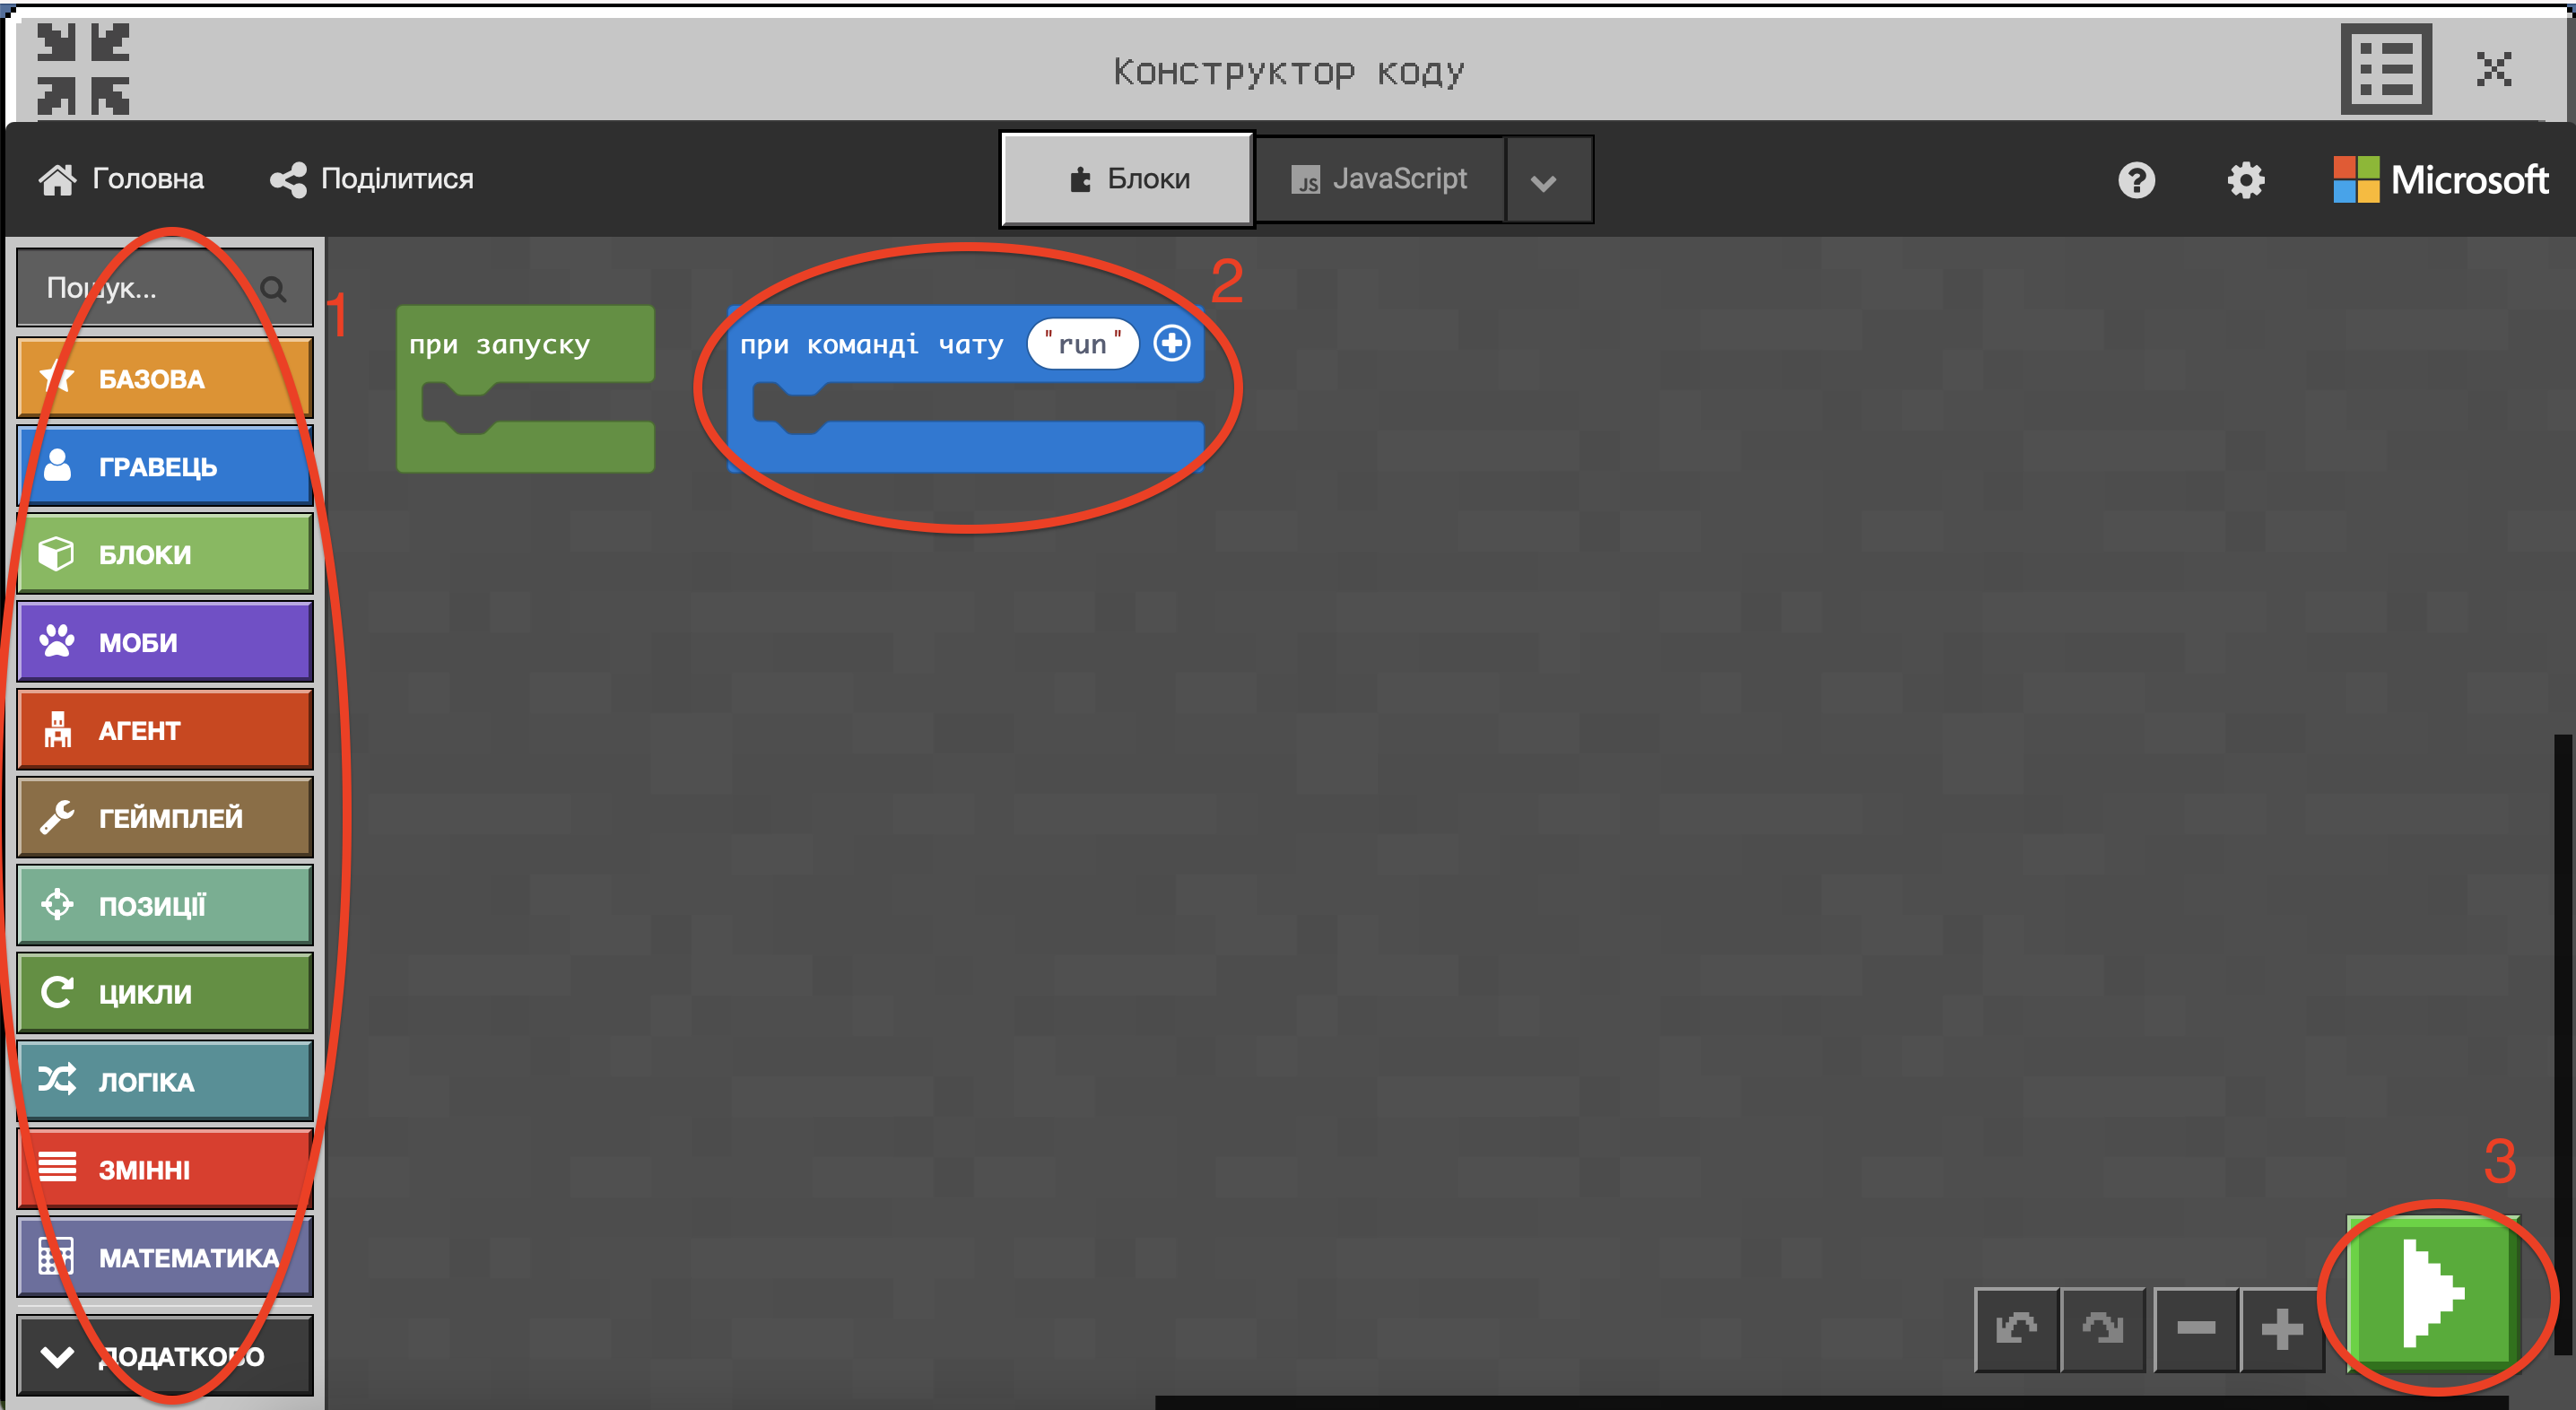 Конструктор коду
Головна
Поділитися
Блоки
JS JavaScript
?
Microsoft
Пошук...
1
БАЗОВА
ГРАВЕЦЬ
БЛОКИ
МОБИ
АГЕНТ
ГЕЙМПЛЕЙ
ПОЗИЦІЇ
ЦИКЛИ
ЛОГІКА
ЗМІННІ
МАТЕМАТИКА
ДОДАТКОВО
при запуску
при команді чату "run"
2
3